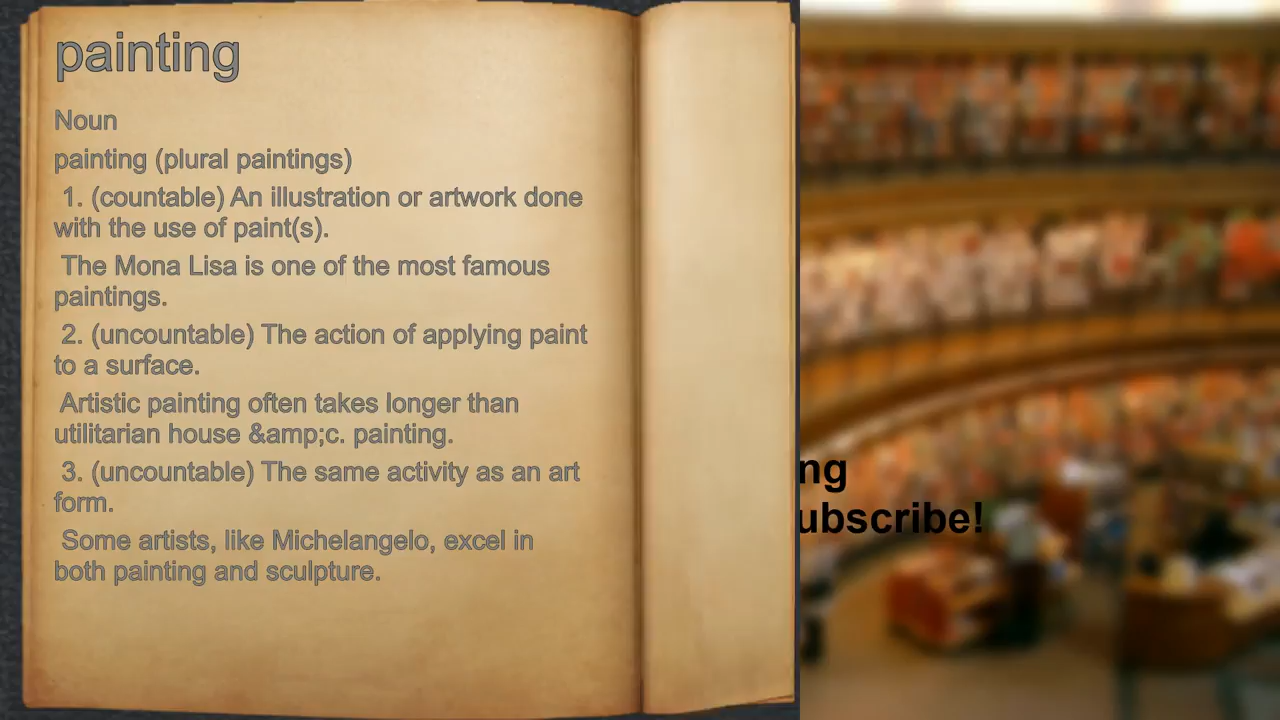 painting
Noun
painting (plural paintings)
1. (countable) An illustration or artwork done
with the use of paint(s).
The Mona Lisa is one of the most famous
paintings.
2. (uncountable) The action of applying paint
to a surface.
Artistic painting often takes longer than
utilitarian house &amp;c. painting.
3. (uncountable) The same activity as an art
form.
Some artists, like Michelangelo, excel in
both painting and sculpture.
ng
ubscribe!